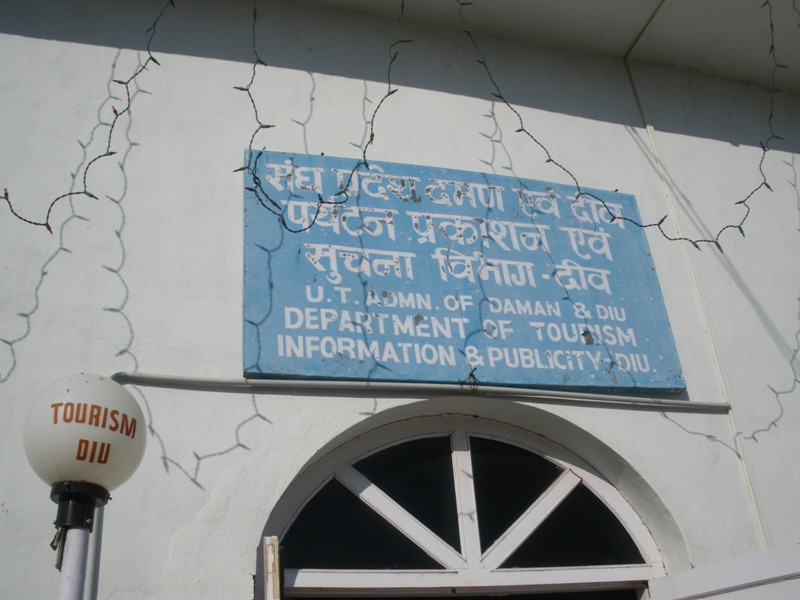 संघ प्रदेश दमण एवं दीव
पर्यटन प्रकाशन एवं
सुचना विभाग-दीव
U.T. ADMN. OF DAMAN & DIU
DEPARTMENT OF TOURISM
INFORMATION & PUBLICITY-DIU.
TOURISM
DIU